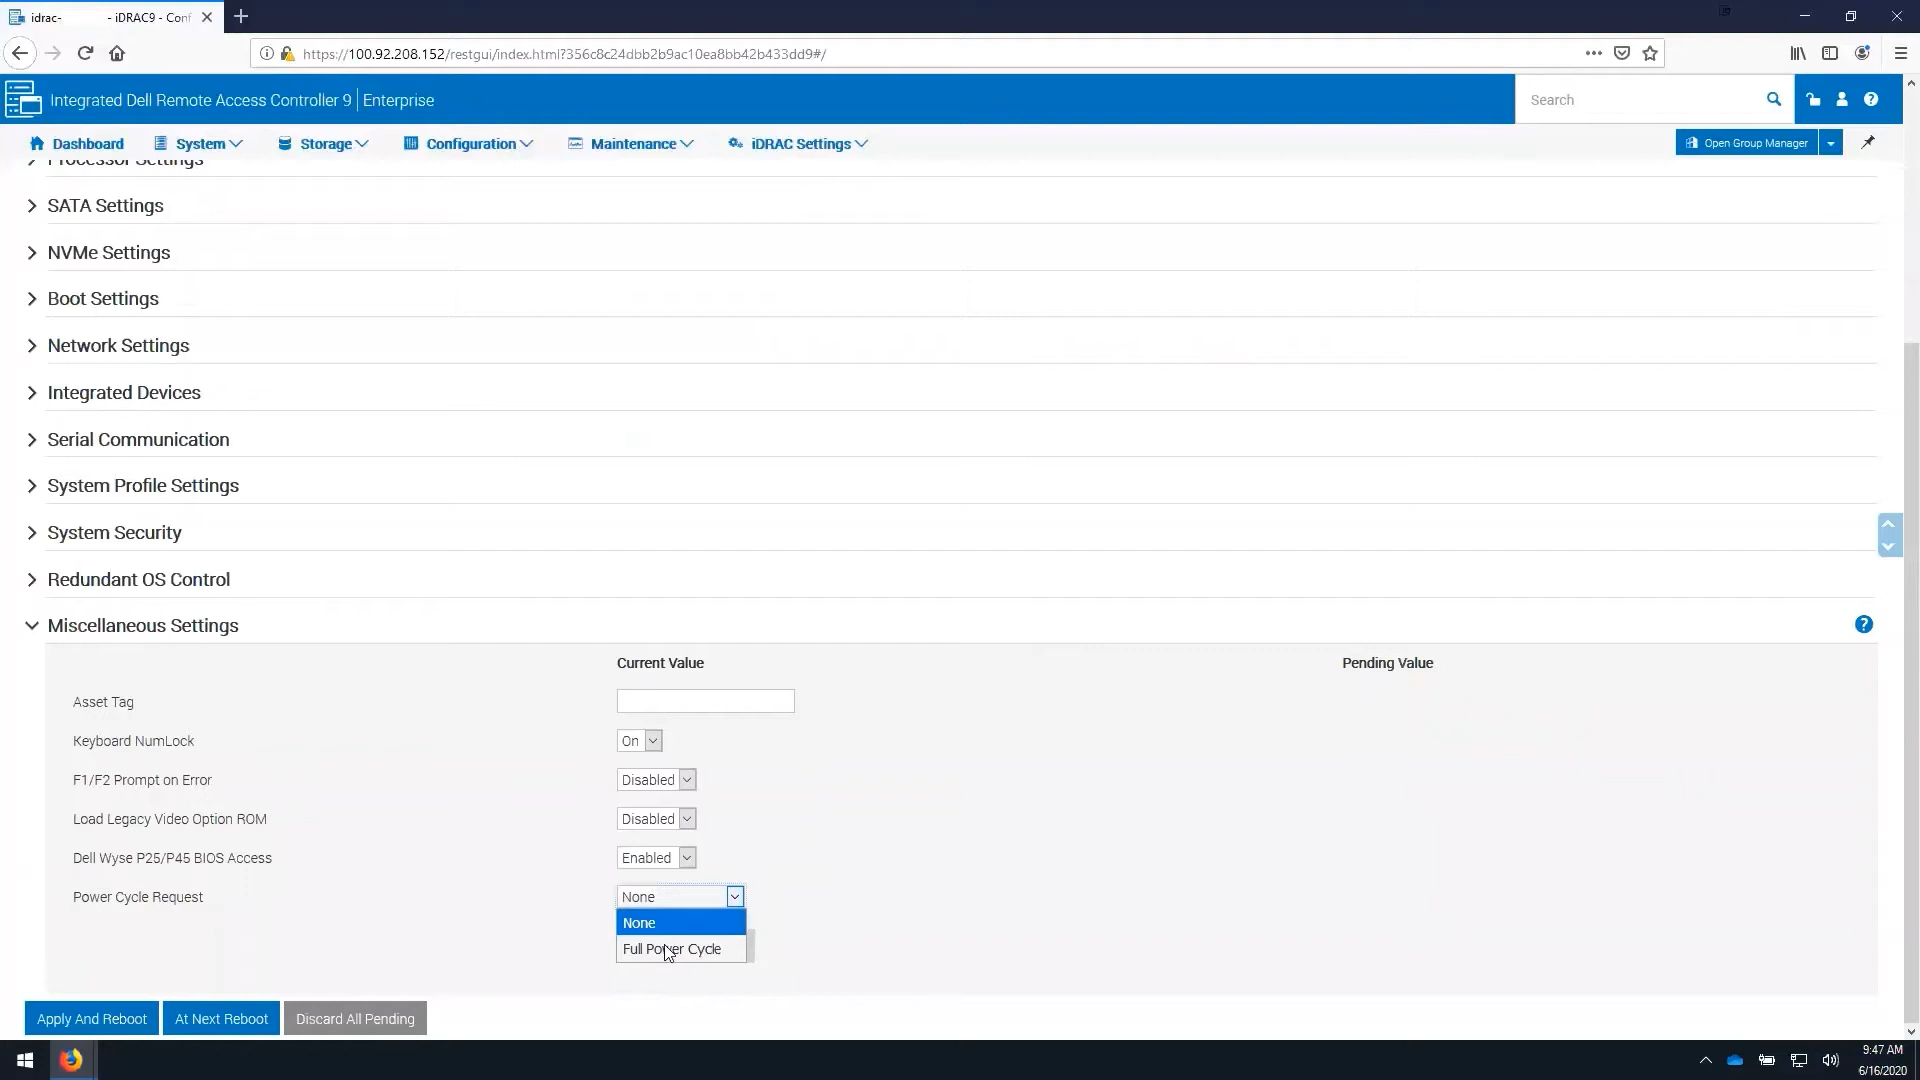 idrac- - iDRAC9 - Conf
https://100.92.208.152/restgui/index.html?356c8c24dbb2b9ac10ea8bb42b433dd9#/
Integrated Dell Remote Access Controller 9 | Enterprise
Search
Dashboard System Storage Configuration Maintenance iDRAC Settings
Open Group Manager
Processor Settings
SATA Settings
NVMe Settings
Boot Settings
Network Settings
Integrated Devices
Serial Communication
System Profile Settings
System Security
Redundant OS Control
Miscellaneous Settings
Current Value Pending Value
Asset Tag
Keyboard NumLock On
F1/F2 Prompt on Error Disabled
Load Legacy Video Option ROM Disabled
Dell Wyse P25/P45 BIOS Access Enabled
Power Cycle Request None
None
Full Power Cycle
Apply And Reboot At Next Reboot Discard All Pending
9:47 AM
6/16/2020